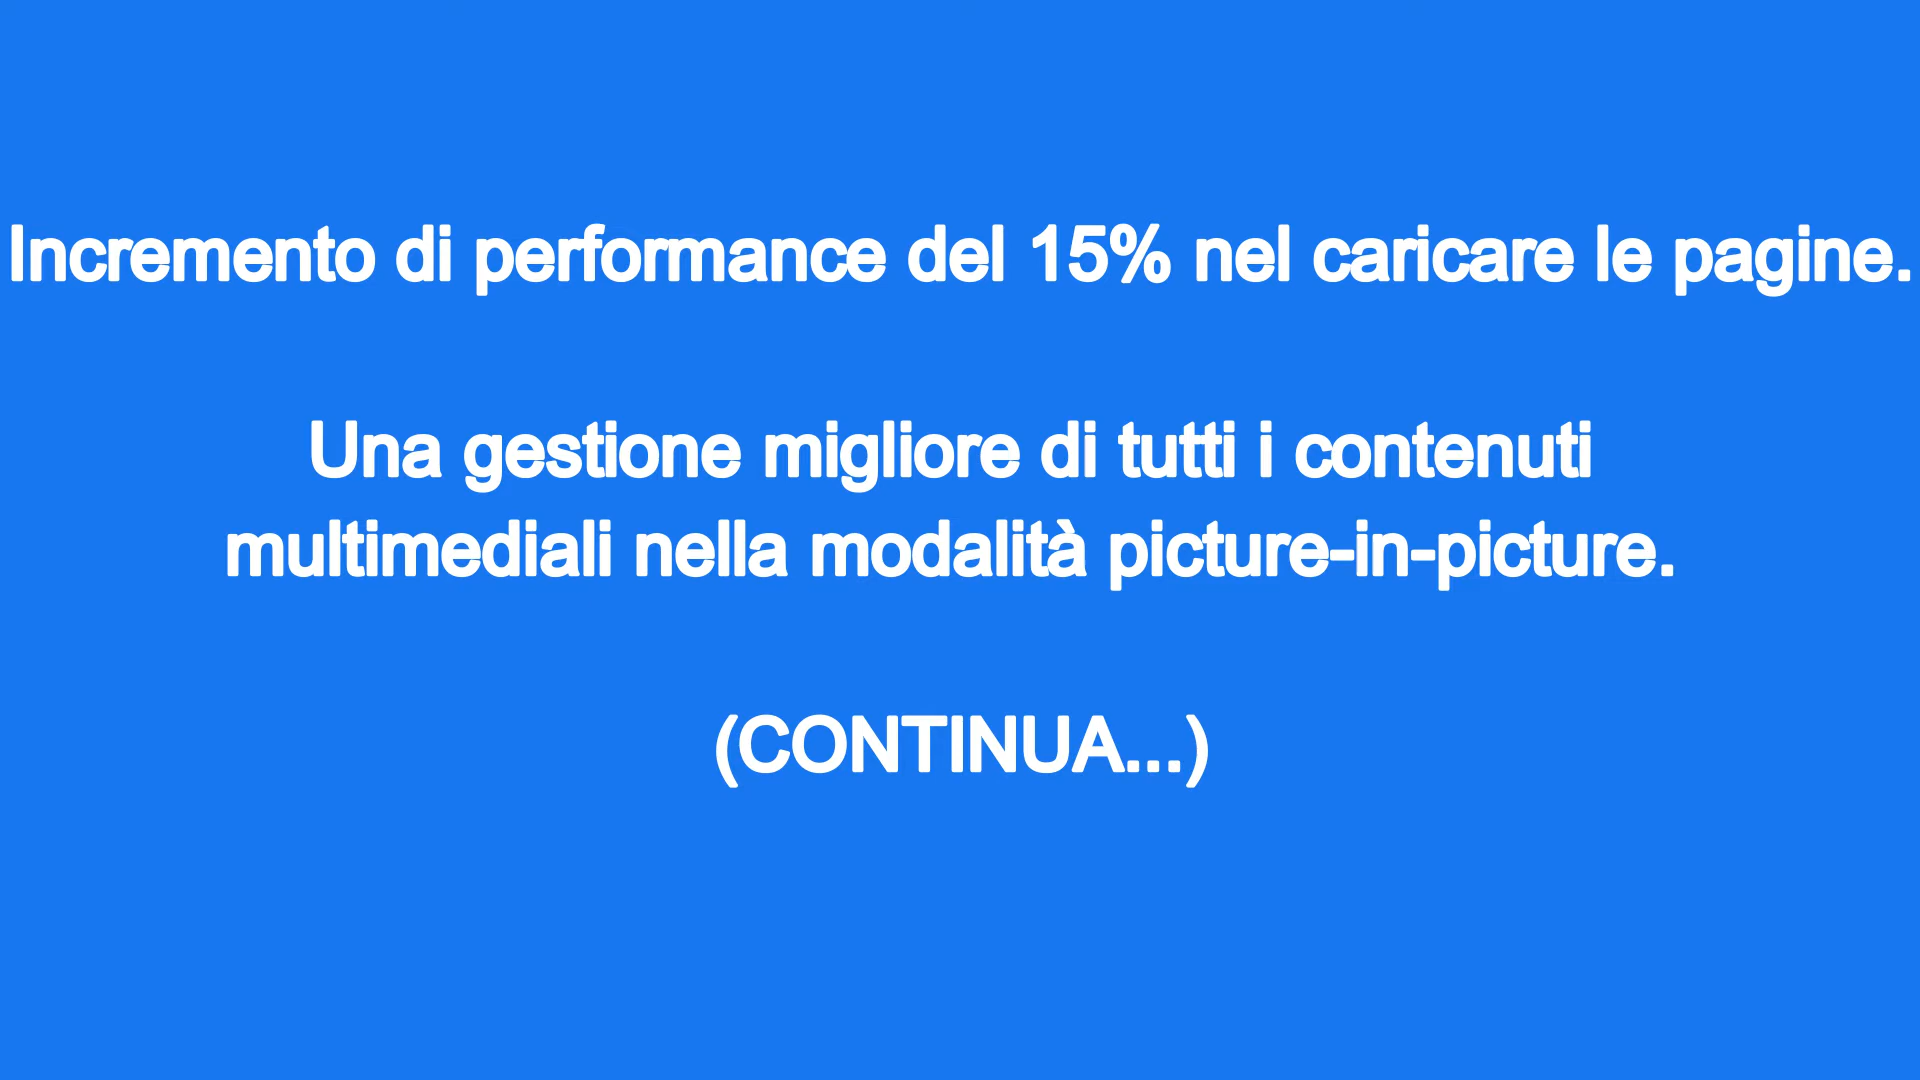 Incremento di performance del 15% nel caricare le pagine.
Una gestione migliore di tutti i contenuti
multimediali nella modalità picture-in-picture.
(CONTINUA...)